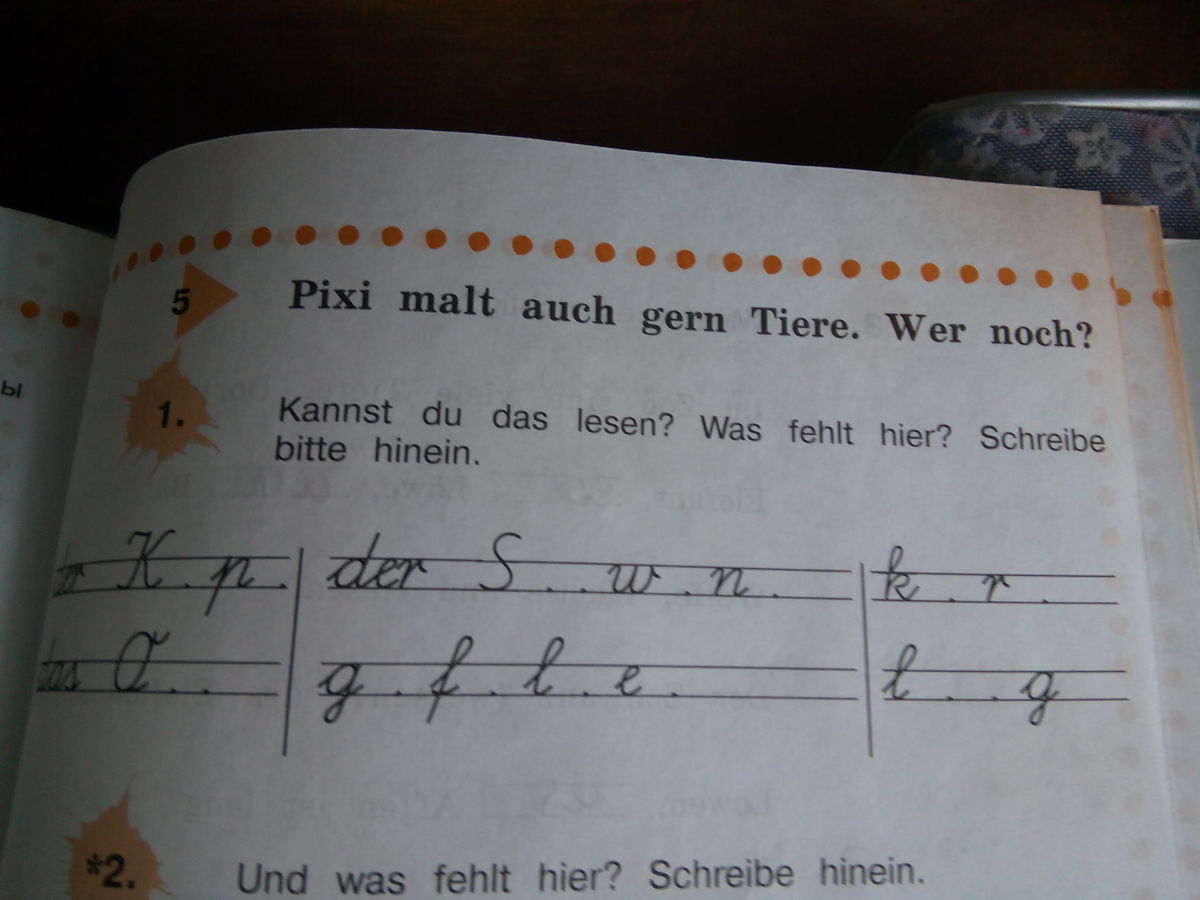 5 Pixi malt auch gern Tiere. Wer noch?
1. Kannst du das lesen? Was fehlt hier? Schreibe
bitte hinein.
der K . p . | der S . . w . n . | k . r .
das O . . | g . f . l . e . | l . . g
*2. Und was fehlt hier? Schreibe hinein.
ы